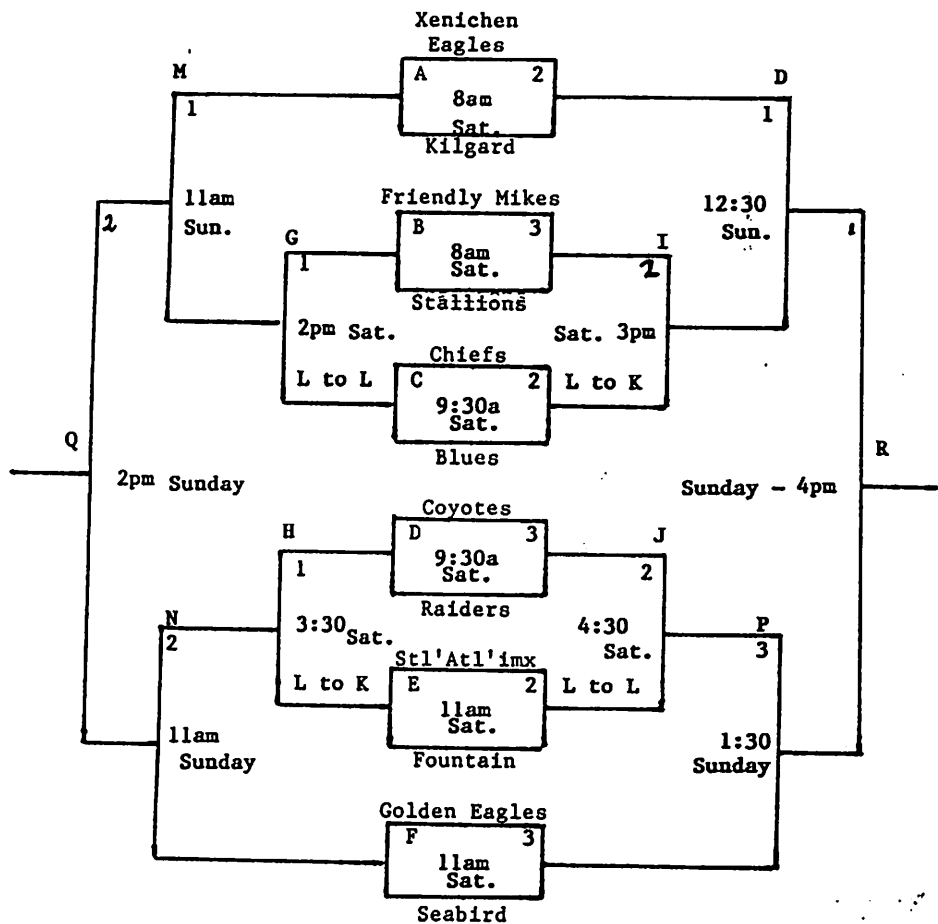 Xenichen
Eagles
M
A 2
D
1
8am
1
Sat.
Kilgard
Friendly Mikes
11am
12:30
2
Sun.
G
B 3
I
Sun.
1
8am
2
Sat.
Stallions
2pm Sat.
Sat. 3pm
Chiefs
L to L
C 2
L to K
9:30a
Sat.
Q
Blues
R
2pm Sunday
Sunday - 4pm
Coyotes
H
D 3
J
1
9:30a
2
Sat.
Raiders
N
3:30
4:30
P
2
Sat.
Sat.
3
Stl'Atl'imx
L to K
E 2
L to L
11am
Sat.
11am
1:30
Sunday
Fountain
Sunday
Golden Eagles
F 3
11am
Sat.
Seabird